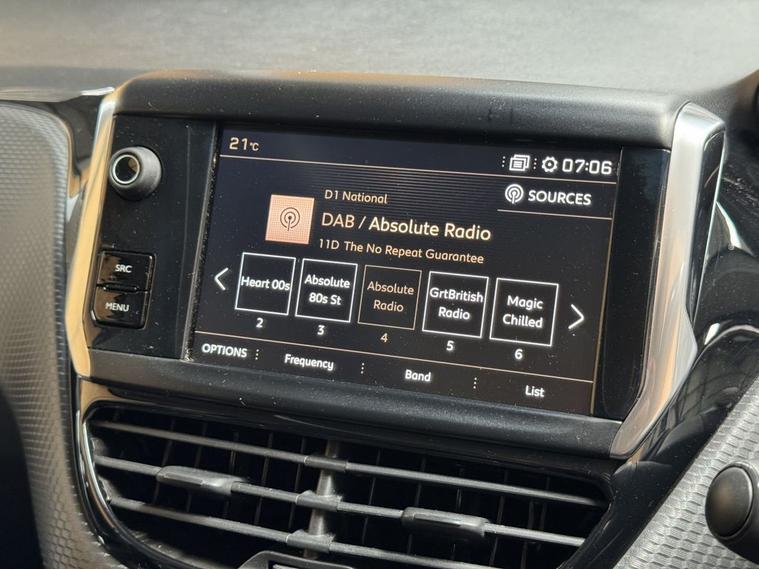 21°C
07:06
SOURCES
D1 National
DAB / Absolute Radio
11D The No Repeat Guarantee
SRC
MENU
Heart 00s
2
Absolute
80s St
3
Absolute
Radio
4
GrtBritish
Radio
5
Magic
Chilled
6
OPTIONS
Frequency
Band
List